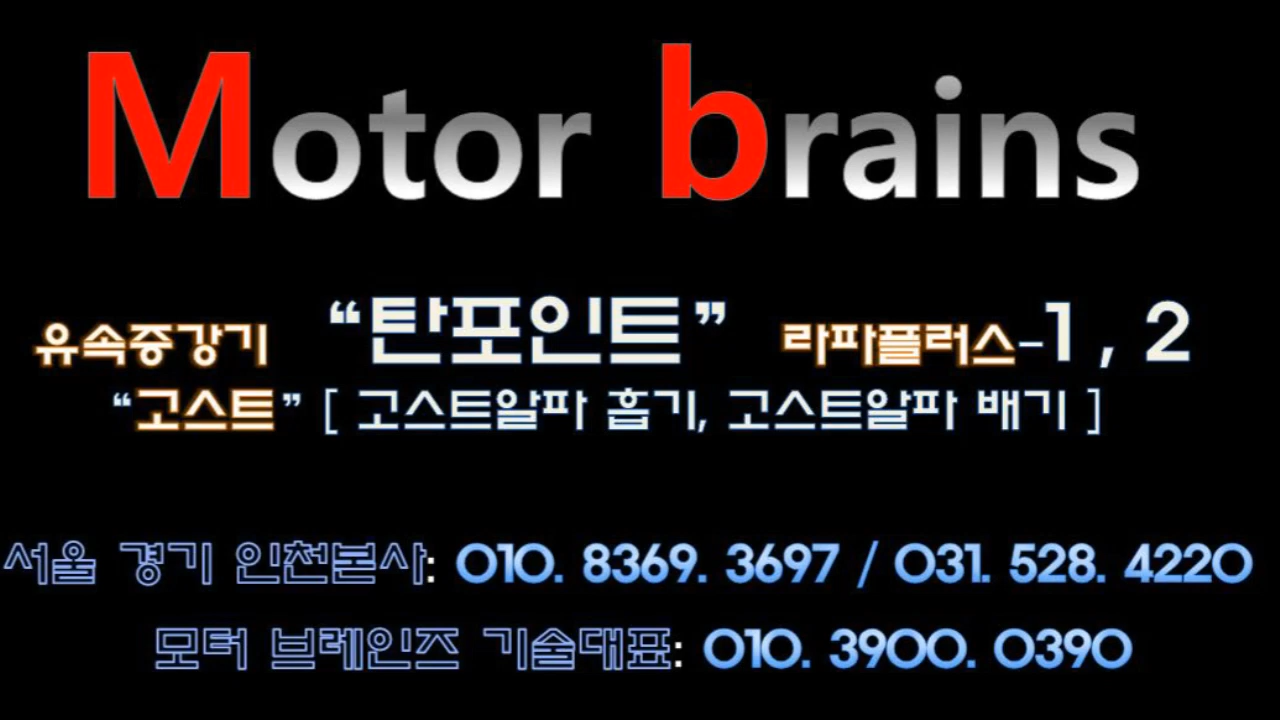 Motor brains
유속증강기 “탄포인트” 라파플러스-1 , 2
“고스트” [ 고스트알파 흡기, 고스트알파 배기 ]
서울 경기 인천본사: 010. 8369. 3697 / 031. 528. 4220
모터 브레인즈 기술대표: 010. 3900. 0390